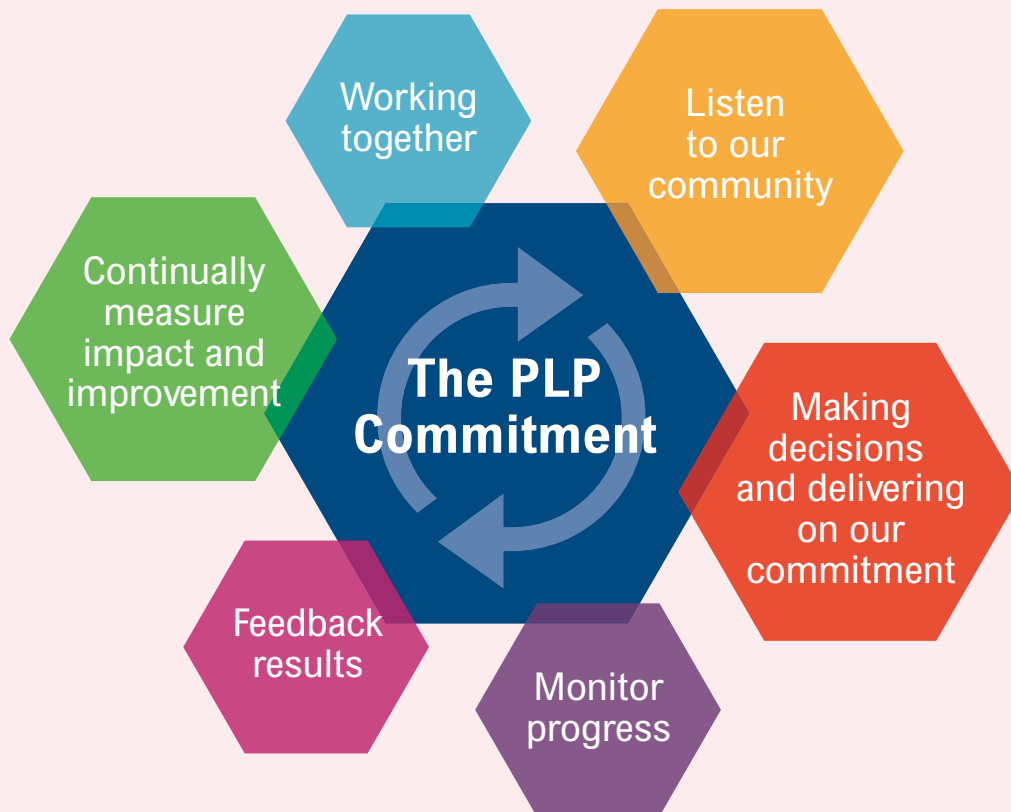 Working
together
Listen
to our
community
Continually
measure
impact and
improvement
The PLP
Commitment
Making
decisions
and delivering
on our
commitment
Feedback
results
Monitor
progress